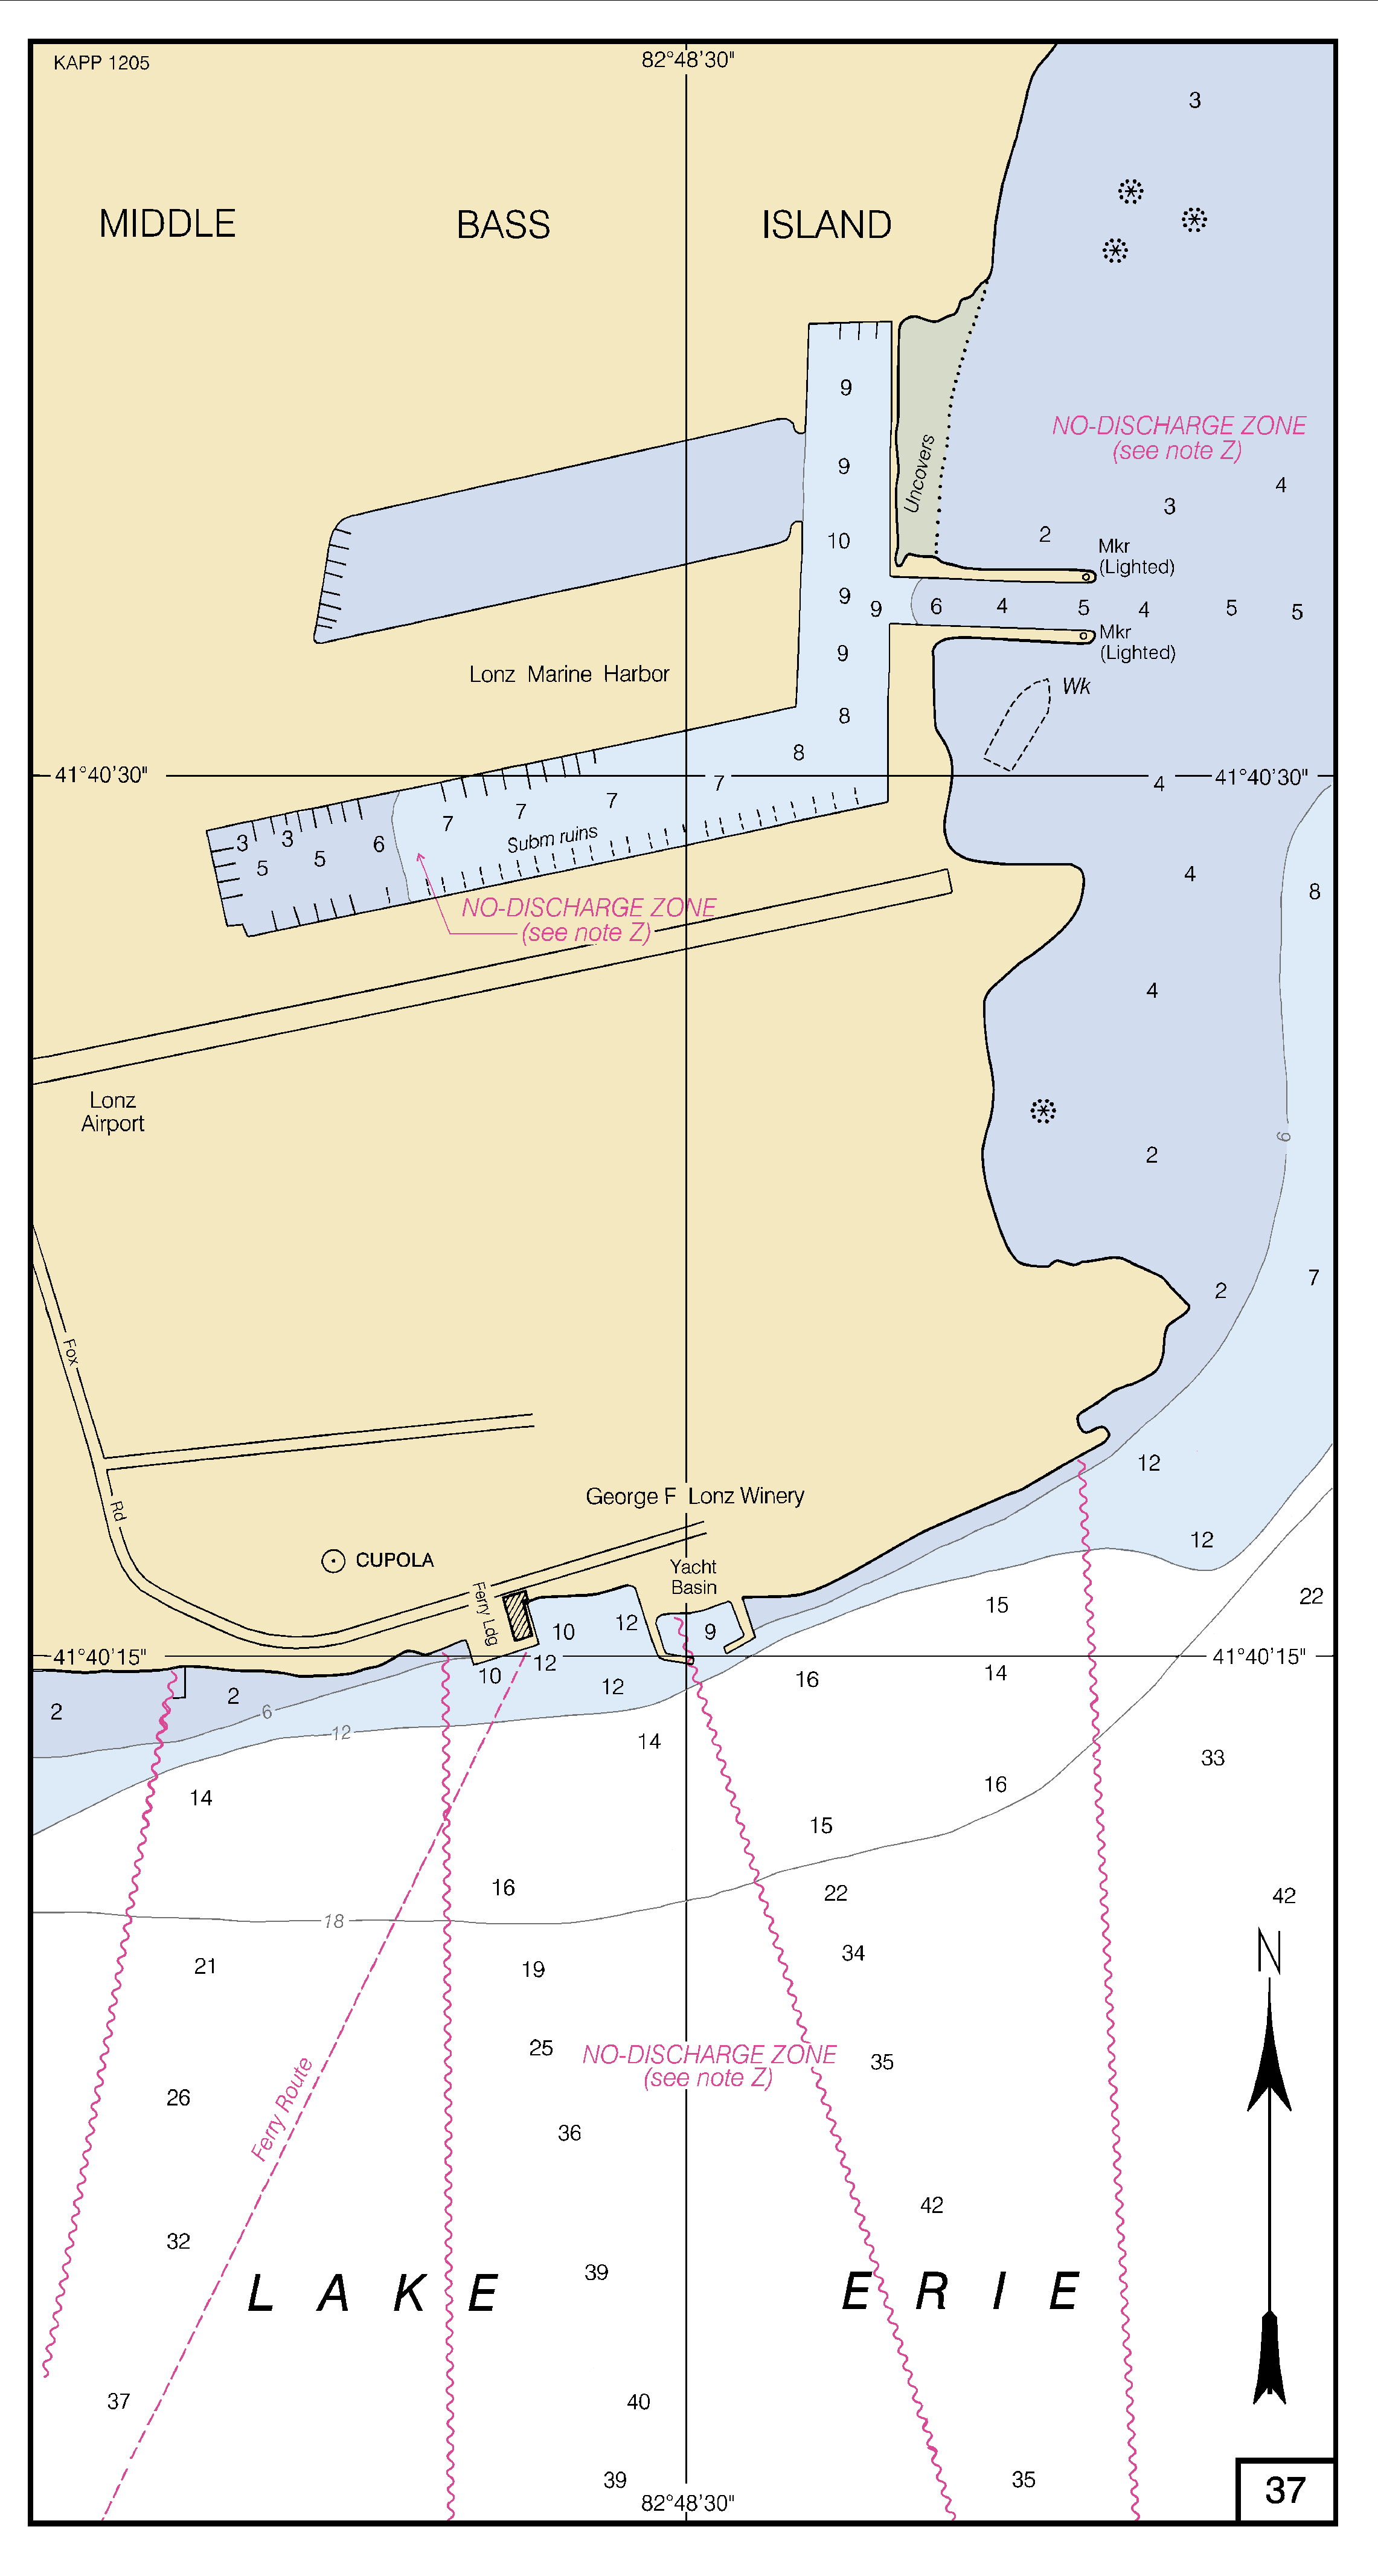 KAPP 1205
82°48'30"
3
MIDDLE BASS ISLAND
9
NO-DISCHARGE ZONE
(see note Z)
9
Uncovers
4
3
2
10
Mkr
(Lighted)
9
9
6
4
5
4
5
5
Mkr
(Lighted)
9
Lonz Marine Harbor
Wk
8
8
41°40'30"
7
4
41°40'30"
7
7
7
Subm ruins
3
3
5
5
6
4
8
NO-DISCHARGE ZONE
(see note Z)
4
Lonz
Airport
6
2
7
2
Fox
Rd
12
George F Lonz Winery
12
CUPOLA
Yacht
Basin
Ferry Ldg
15
22
10
12
9
41°40'15"
12
41°40'15"
10
12
16
14
2
2
6
12
14
33
14
16
15
16
22
42
18
34
N
21
19
25
NO-DISCHARGE ZONE
(see note Z)
35
26
Ferry Route
36
42
32
39
LAKE ERIE
37
40
39
35
82°48'30"
37